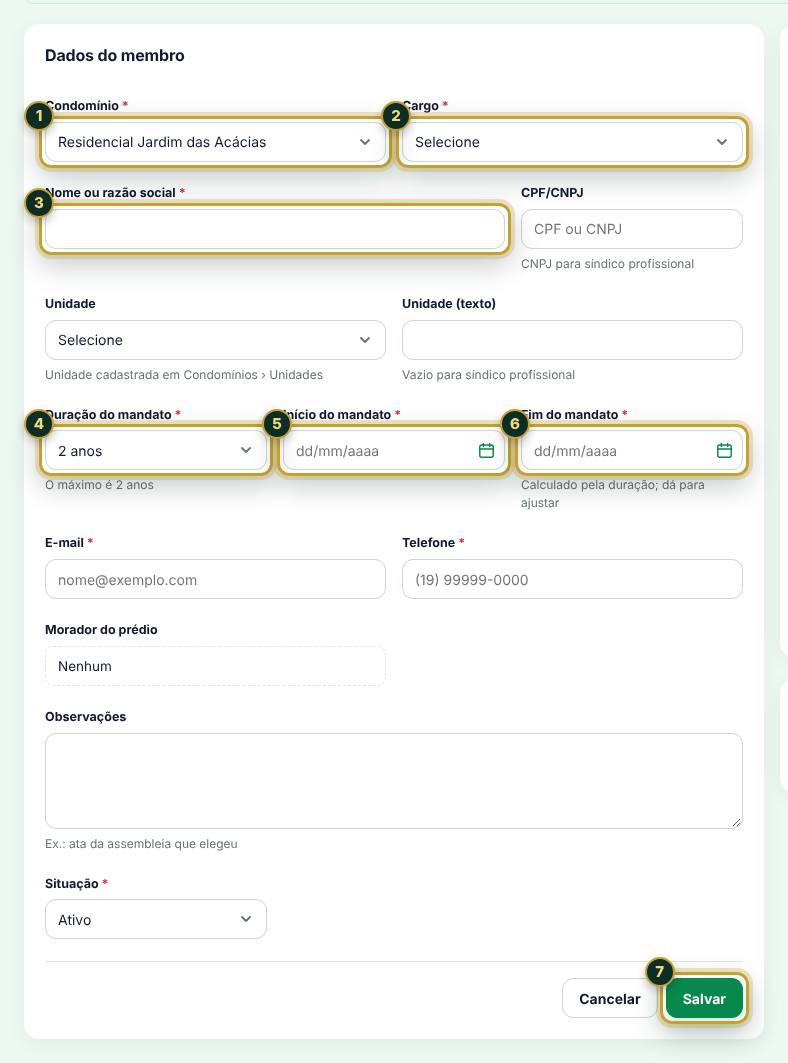 Dados do membro
1 Condomínio *
2 Cargo *
Residencial Jardim das Acácias
Selecione
3 Nome ou razão social *
CPF/CNPJ
CPF ou CNPJ
CNPJ para síndico profissional
Unidade
Unidade (texto)
Selecione
Unidade cadastrada em Condomínios › Unidades
Vazio para síndico profissional
4 Duração do mandato *
5 Início do mandato *
6 Fim do mandato *
2 anos
dd/mm/aaaa
dd/mm/aaaa
O máximo é 2 anos
Calculado pela duração; dá para
ajustar
E-mail *
Telefone *
nome@exemplo.com
(19) 99999-0000
Morador do prédio
Nenhum
Observações
Ex.: ata da assembleia que elegeu
Situação *
Ativo
7
Cancelar
Salvar